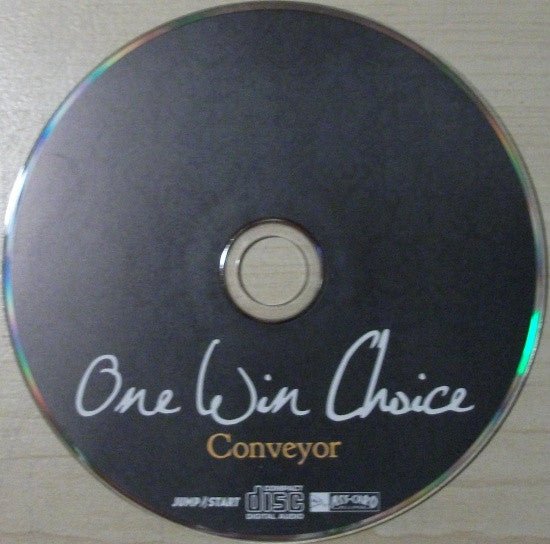 One Win Choice
Conveyor
JUMP/START COMPACT disc DIGITAL AUDIO